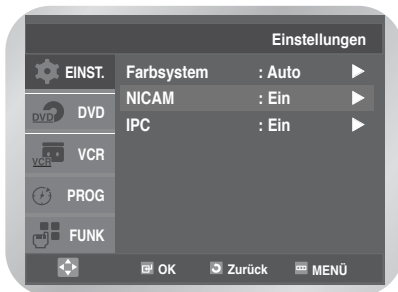 Einstellungen
EINST.
Farbsystem : Auto
DVD DVD
NICAM : Ein
IPC : Ein
VCR VCR
PROG
FUNK
OK Zurück MENÜ